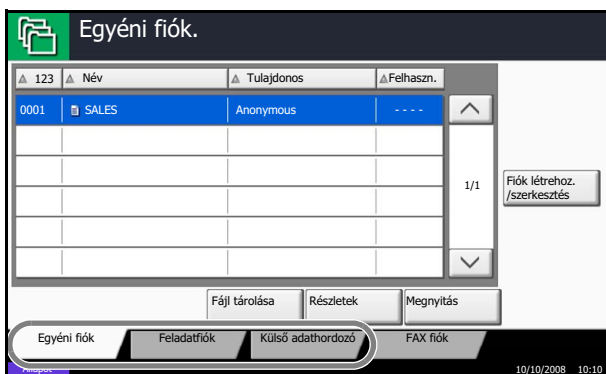 Egyéni fiók.
123 Név Tulajdonos Felhaszn.
0001 SALES Anonymous - - - -
1/1
Fiók létrehoz.
/szerkesztés
Fájl tárolása Részletek Megnyitás
Egyéni fiók Feladatfiók Külső adathordozó FAX fiók
Állapot 10/10/2008 10:10